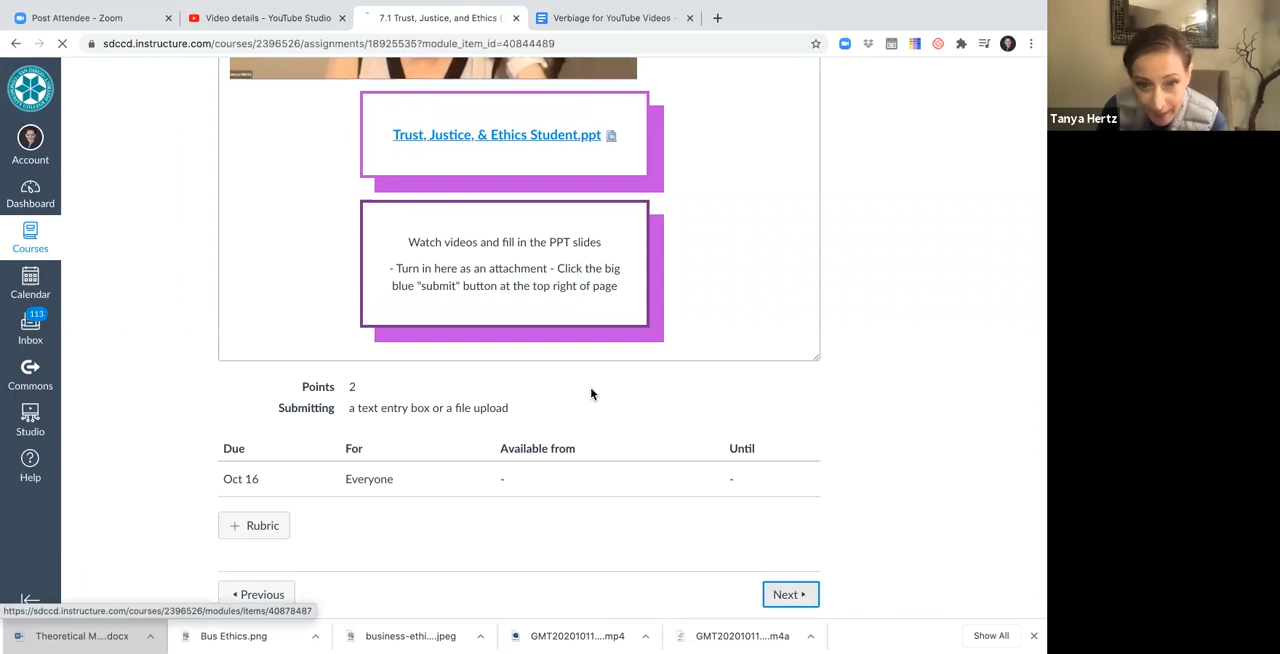 Post Attendee - Zoom
Video details - YouTube Studio
7.1 Trust, Justice, and Ethics (
Verbiage for YouTube Videos -
sdccd.instructure.com/courses/2396526/assignments/18925535?module_item_id=40844489
Tanya Hertz
Account
Dashboard
Courses
Calendar
113
Inbox
Commons
Studio
Help
Trust, Justice, & Ethics Student.ppt
Watch videos and fill in the PPT slides
- Turn in here as an attachment - Click the big
blue "submit" button at the top right of page
Points 2
Submitting a text entry box or a file upload
Due For Available from Until
Oct 16 Everyone - -
+ Rubric
Previous
Next
https://sdccd.instructure.com/courses/2396526/modules/items/40878487
Theoretical M....docx
Bus Ethics.png
business-ethi....jpeg
GMT20201011....mp4
GMT20201011....m4a
Show All